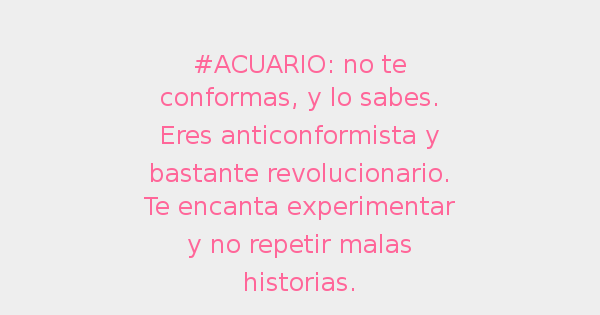 #ACUARIO: no te
conformas, y lo sabes.
Eres anticonformista y
bastante revolucionario.
Te encanta experimentar
y no repetir malas
historias.